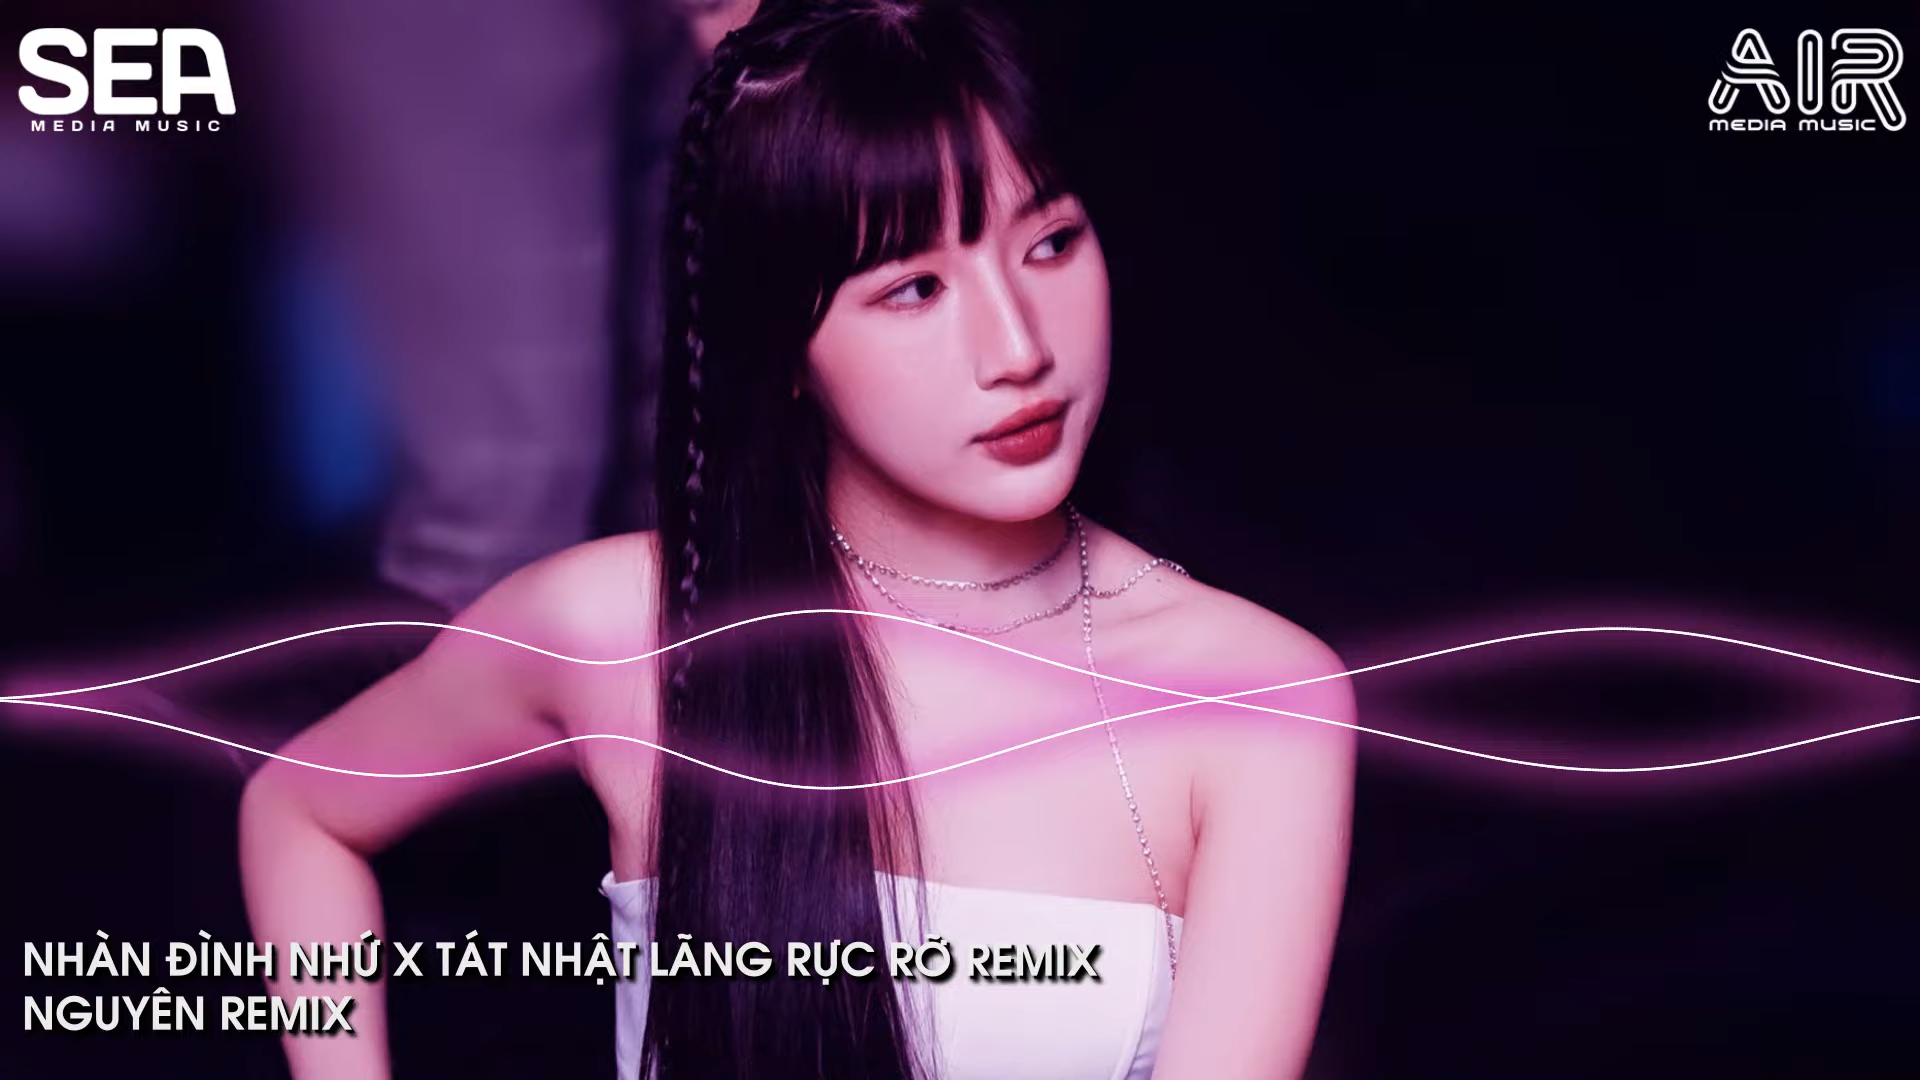 SEA
MEDIA MUSIC
AIR
MEDIA MUSIC
NHÀN ĐÌNH NHỨ X TÁT NHẬT LÃNG RỰC RỠ REMIX
NGUYÊN REMIX